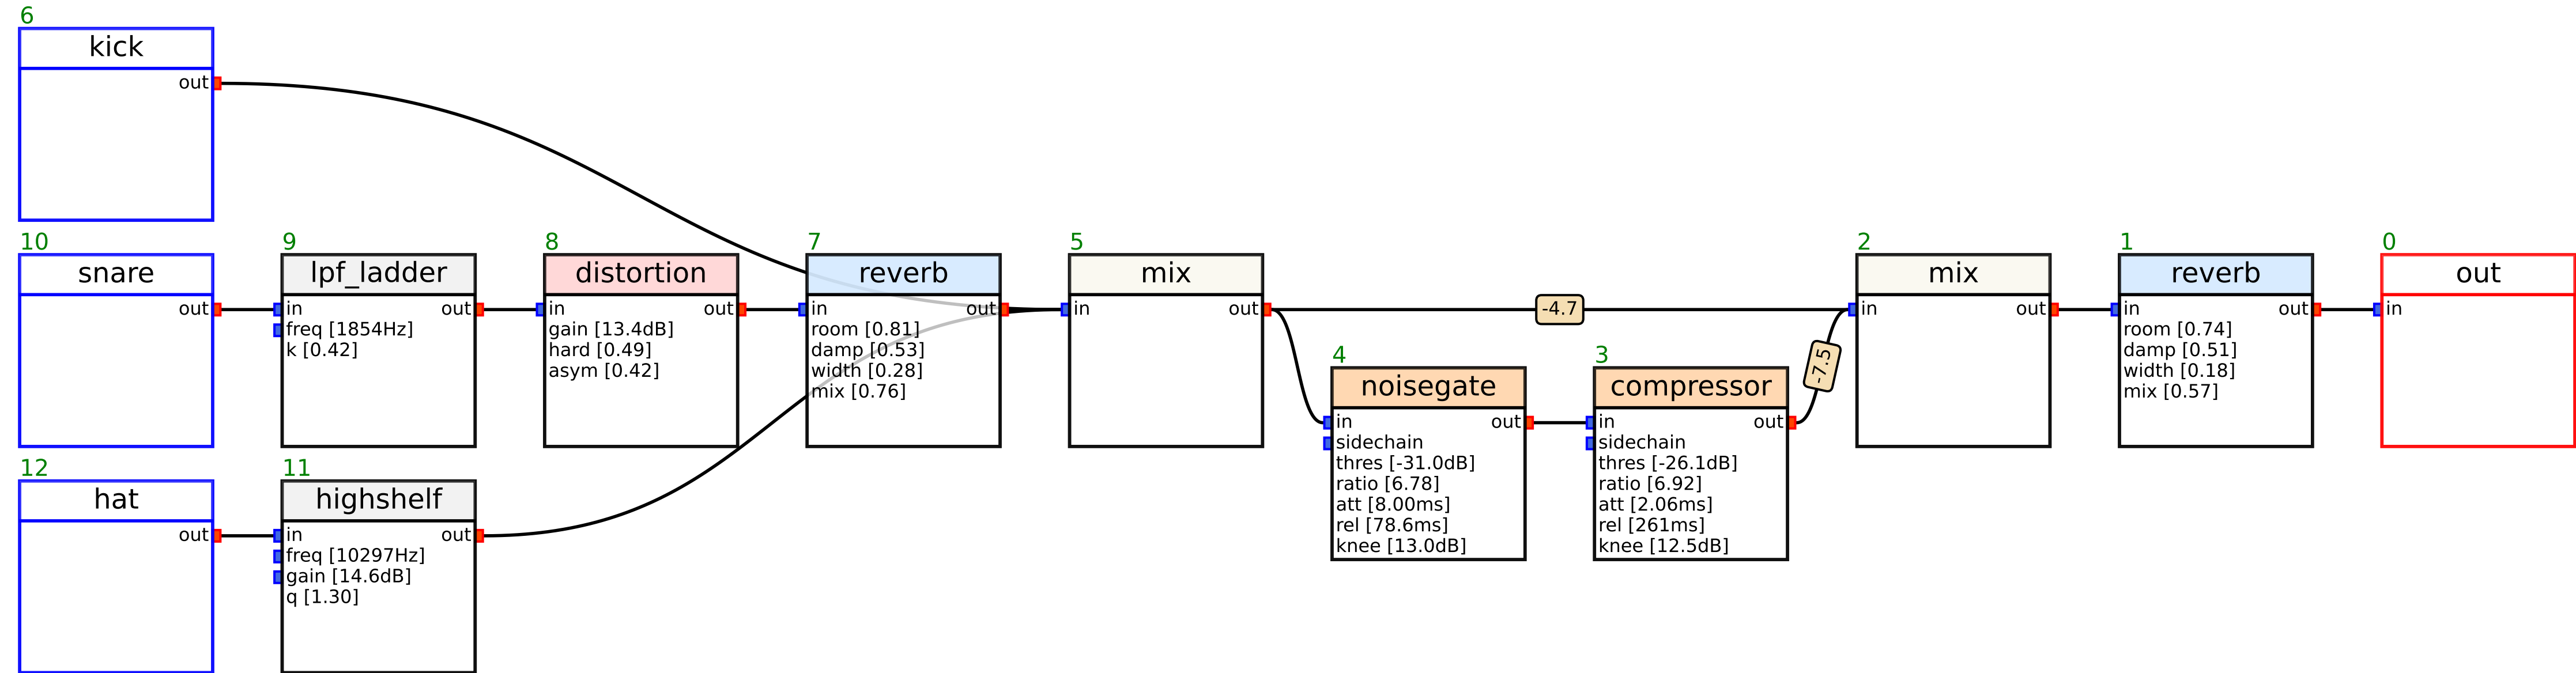 6
kick
out
10
snare
out
9
lpf_ladder
in out
freq [1854Hz]
k [0.42]
8
distortion
in out
gain [13.4dB]
hard [0.49]
asym [0.42]
7
reverb
in out
room [0.81]
damp [0.53]
width [0.28]
mix [0.76]
5
mix
in out
-4.7
4
noisegate
in out
sidechain
thres [-31.0dB]
ratio [6.78]
att [8.00ms]
rel [78.6ms]
knee [13.0dB]
3
compressor
in out
sidechain
thres [-26.1dB]
ratio [6.92]
att [2.06ms]
rel [261ms]
knee [12.5dB]
-7.5
2
mix
in out
1
reverb
in out
room [0.74]
damp [0.51]
width [0.18]
mix [0.57]
0
out
in
12
hat
out
11
highshelf
in out
freq [10297Hz]
gain [14.6dB]
q [1.30]